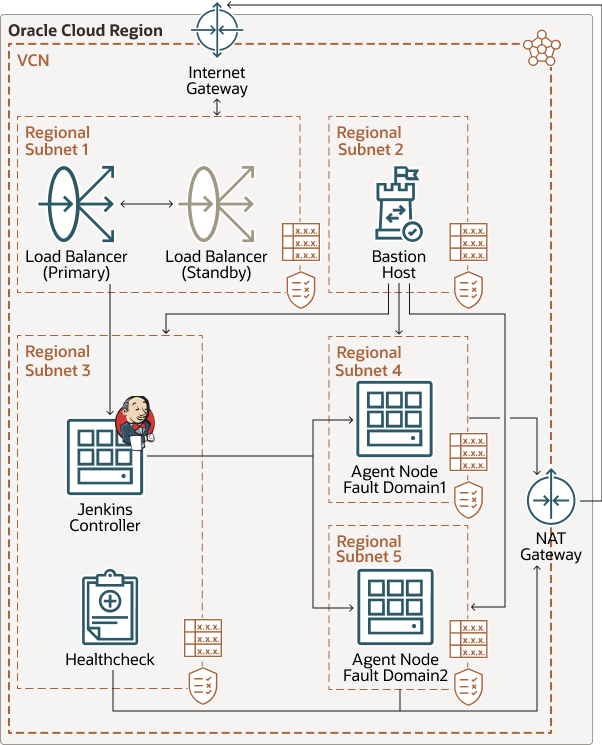 Oracle Cloud Region
VCN
Internet
Gateway
Regional
Subnet 1
Load Balancer
(Primary)
Load Balancer
(Standby)
X.X.X.
X.X.X.
X.X.X.
Regional
Subnet 2
Bastion
Host
X.X.X.
X.X.X.
X.X.X.
Regional
Subnet 3
Jenkins
Controller
Healthcheck
X.X.X.
X.X.X.
X.X.X.
Regional
Subnet 4
Agent Node
Fault Domain1
X.X.X.
X.X.X.
X.X.X.
Regional
Subnet 5
Agent Node
Fault Domain2
X.X.X.
X.X.X.
X.X.X.
NAT
Gateway